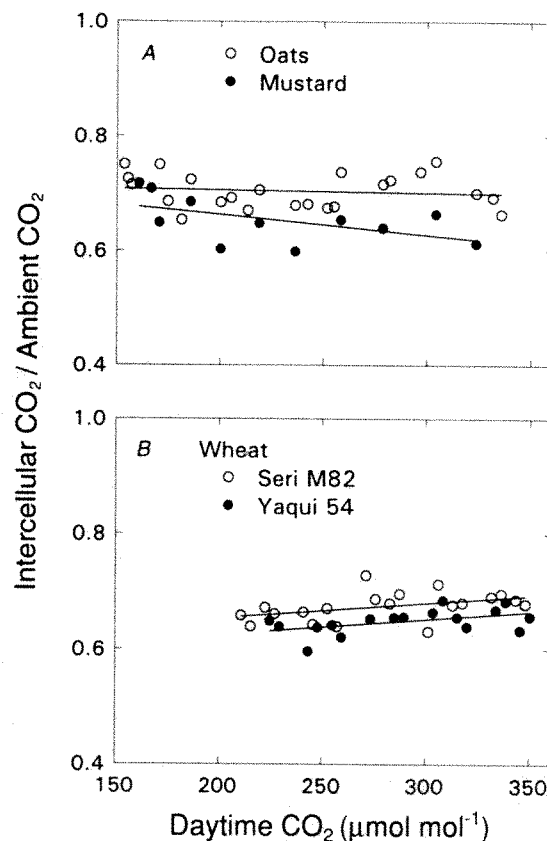 1.0
A
○ Oats
● Mustard
0.8
0.6
0.4
Intercellular CO₂ / Ambient CO₂
1.0
B Wheat
○ Seri M82
● Yaqui 54
0.8
0.6
0.4
150 200 250 300 350
Daytime CO₂ (μmol mol⁻¹)